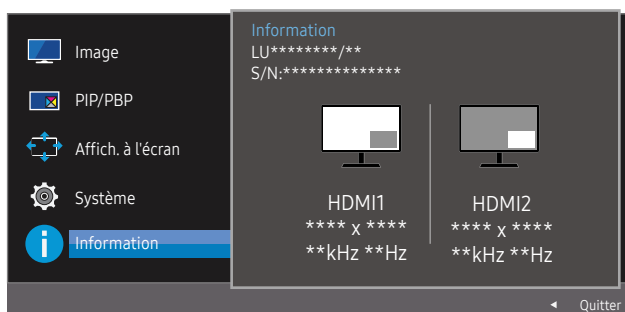 Image
PIP/PBP
Affich. à l'écran
Système
Information
Information
LU********/**
S/N:**************
HDMI1
**** x ****
**kHz **Hz
HDMI2
**** x ****
**kHz **Hz
Quitter